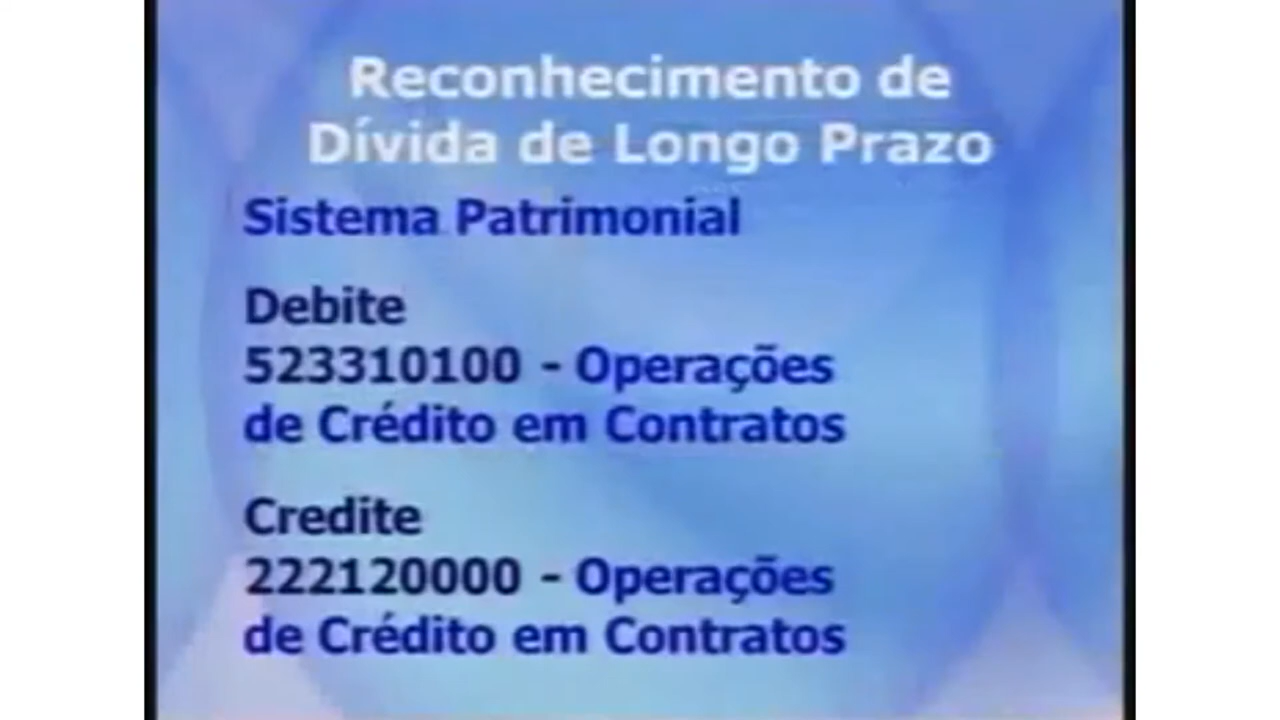 Reconhecimento de
Dívida de Longo Prazo
Sistema Patrimonial
Debite
523310100 - Operações
de Crédito em Contratos
Credite
222120000 - Operações
de Crédito em Contratos